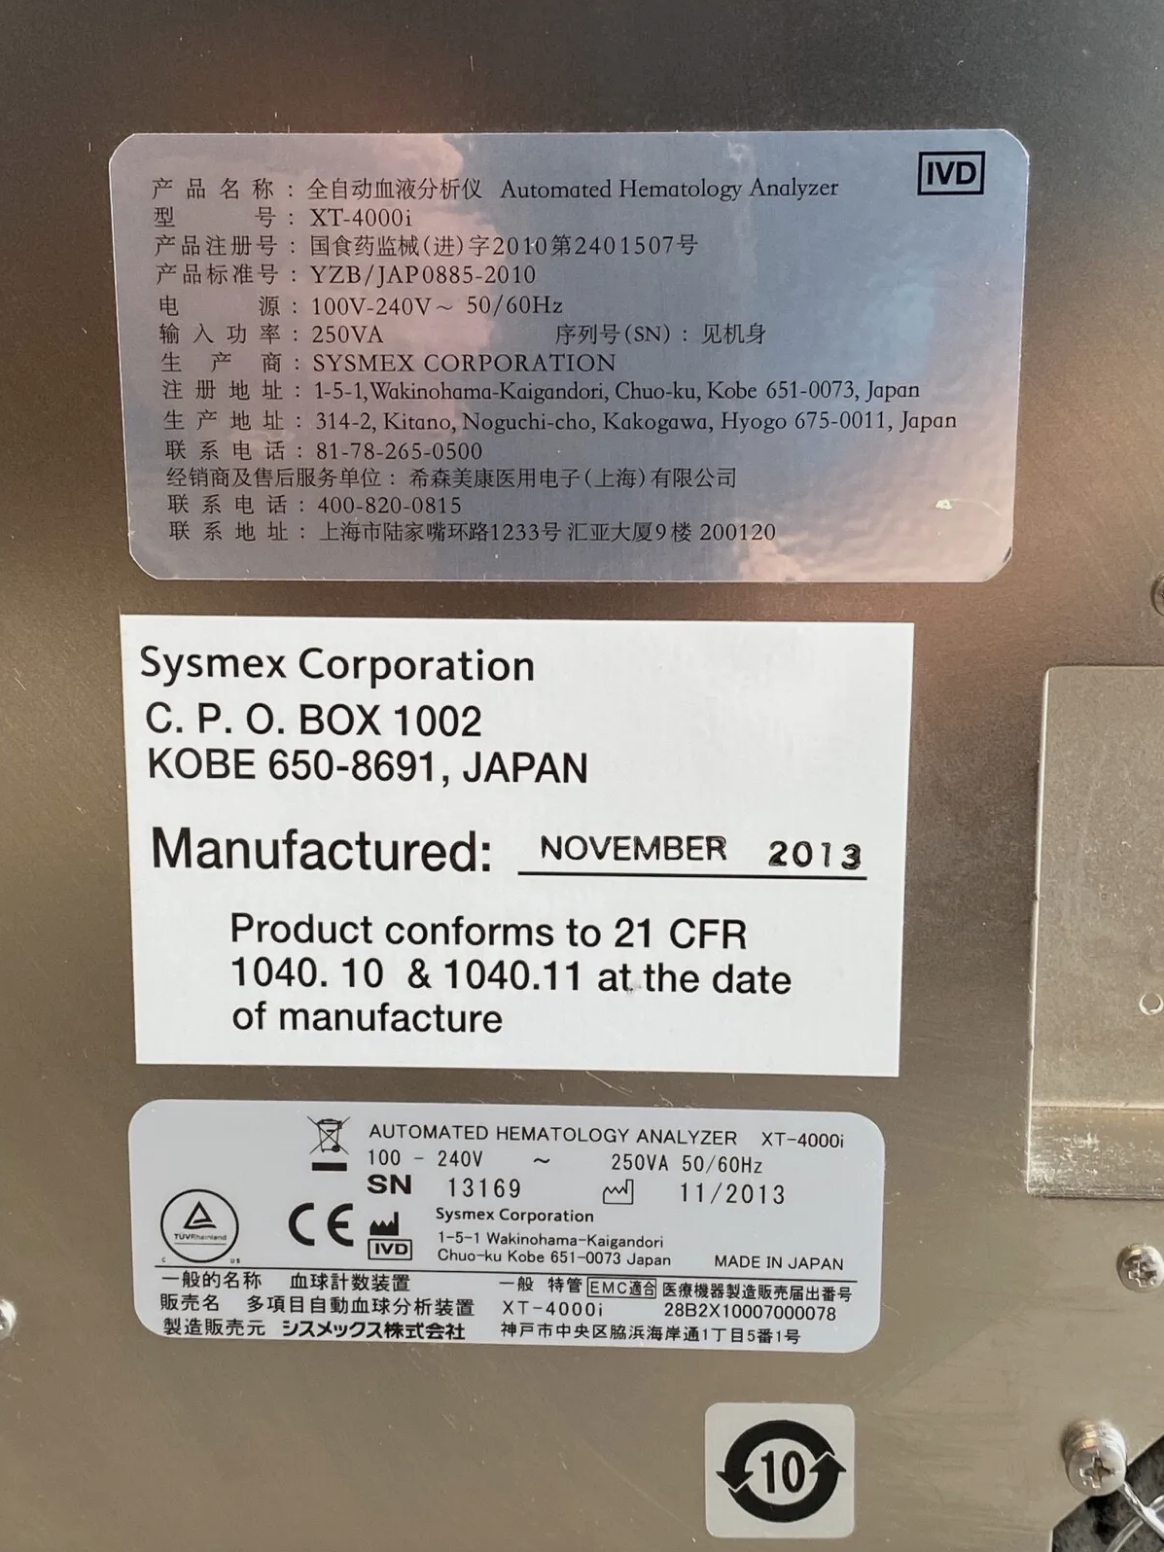 IVD
产品名称：全自动血液分析仪 Automated Hematology Analyzer
型号：XT-4000i
产品注册号：国食药监械(进)字2010第2401507号
产品标准号：YZB/JAP0885-2010
电源：100V-240V～ 50/60Hz
输入功率：250VA 序列号(SN)：见机身
生产商：SYSMEX CORPORATION
注册地址：1-5-1,Wakinohama-Kaigandori, Chuo-ku, Kobe 651-0073, Japan
生产地址：314-2, Kitano, Noguchi-cho, Kakogawa, Hyogo 675-0011, Japan
联系电话：81-78-265-0500
经销商及售后服务单位：希森美康医用电子(上海)有限公司
联系电话：400-820-0815
联系地址：上海市陆家嘴环路1233号 汇亚大厦9楼 200120
Sysmex Corporation
C. P. O. BOX 1002
KOBE 650-8691, JAPAN
Manufactured: NOVEMBER 2013
Product conforms to 21 CFR
1040. 10 & 1040.11 at the date
of manufacture
AUTOMATED HEMATOLOGY ANALYZER XT-4000i
100 - 240V ～ 250VA 50/60Hz
SN 13169 11/2013
TÜVRheinland
C US
CE
IVD
Sysmex Corporation
1-5-1 Wakinohama-Kaigandori
Chuo-ku Kobe 651-0073 Japan MADE IN JAPAN
一般的名称 血球計数装置 一般 特管 EMC適合 医療機器製造販売届出番号
販売名 多項目自動血球分析装置 XT-4000i 28B2X10007000078
製造販売元 シスメックス株式会社 神戸市中央区脇浜海岸通1丁目5番1号
10